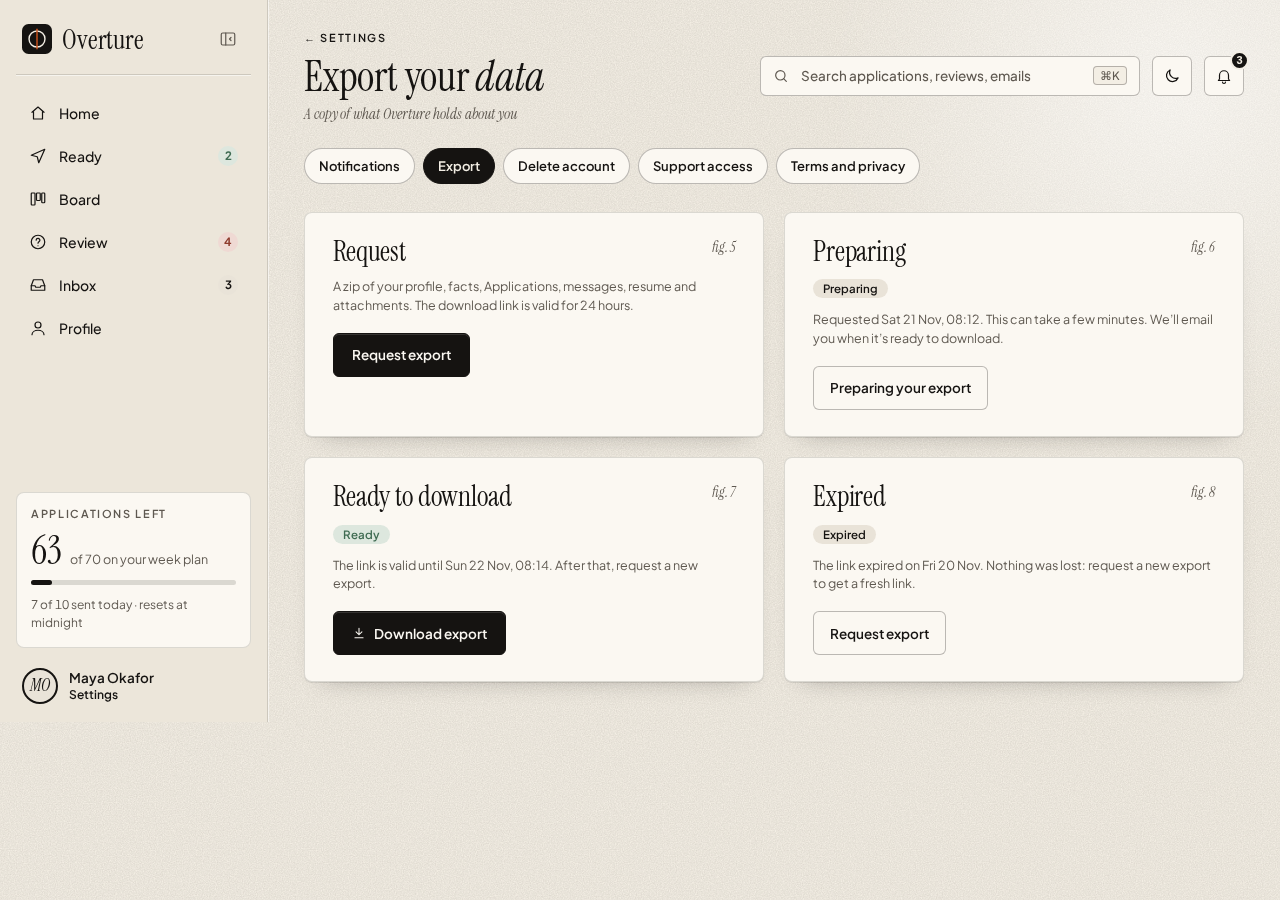 Overture
Home
Ready 2
Board
Review 4
Inbox 3
Profile
APPLICATIONS LEFT
63 of 70 on your week plan
7 of 10 sent today · resets at
midnight
MO
Maya Okafor
Settings
← SETTINGS
Export your data
A copy of what Overture holds about you
Search applications, reviews, emails ⌘K
3
Notifications Export Delete account Support access Terms and privacy
Request fig. 5
A zip of your profile, facts, Applications, messages, resume and
attachments. The download link is valid for 24 hours.
Request export
Preparing fig. 6
Preparing
Requested Sat 21 Nov, 08:12. This can take a few minutes. We'll email
you when it's ready to download.
Preparing your export
Ready to download fig. 7
Ready
The link is valid until Sun 22 Nov, 08:14. After that, request a new
export.
Download export
Expired fig. 8
Expired
The link expired on Fri 20 Nov. Nothing was lost: request a new export
to get a fresh link.
Request export